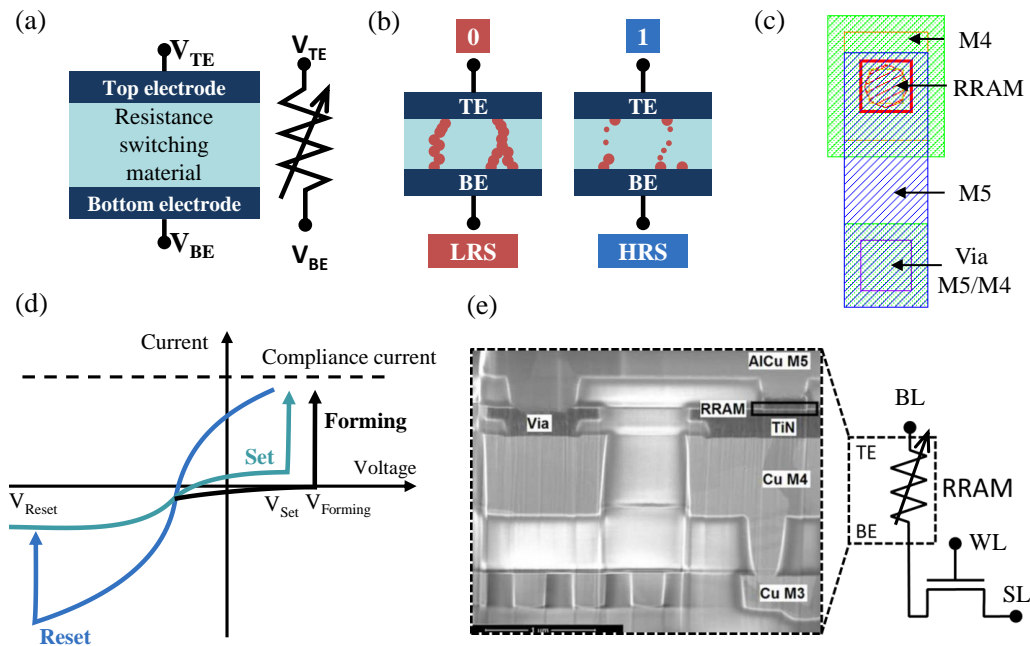 (a)
V_TE
Top electrode
Resistance
switching
material
Bottom electrode
V_BE
V_TE
V_BE
(b)
0
1
TE
TE
BE
BE
LRS
HRS
(c)
M4
RRAM
M5
Via
M5/M4
(d)
Current
Compliance current
Forming
Set
Voltage
V_Reset
V_Set
V_Forming
Reset
(e)
AlCu M5
RRAM
Via
TiN
Cu M4
Cu M3
BL
TE
RRAM
BE
WL
SL